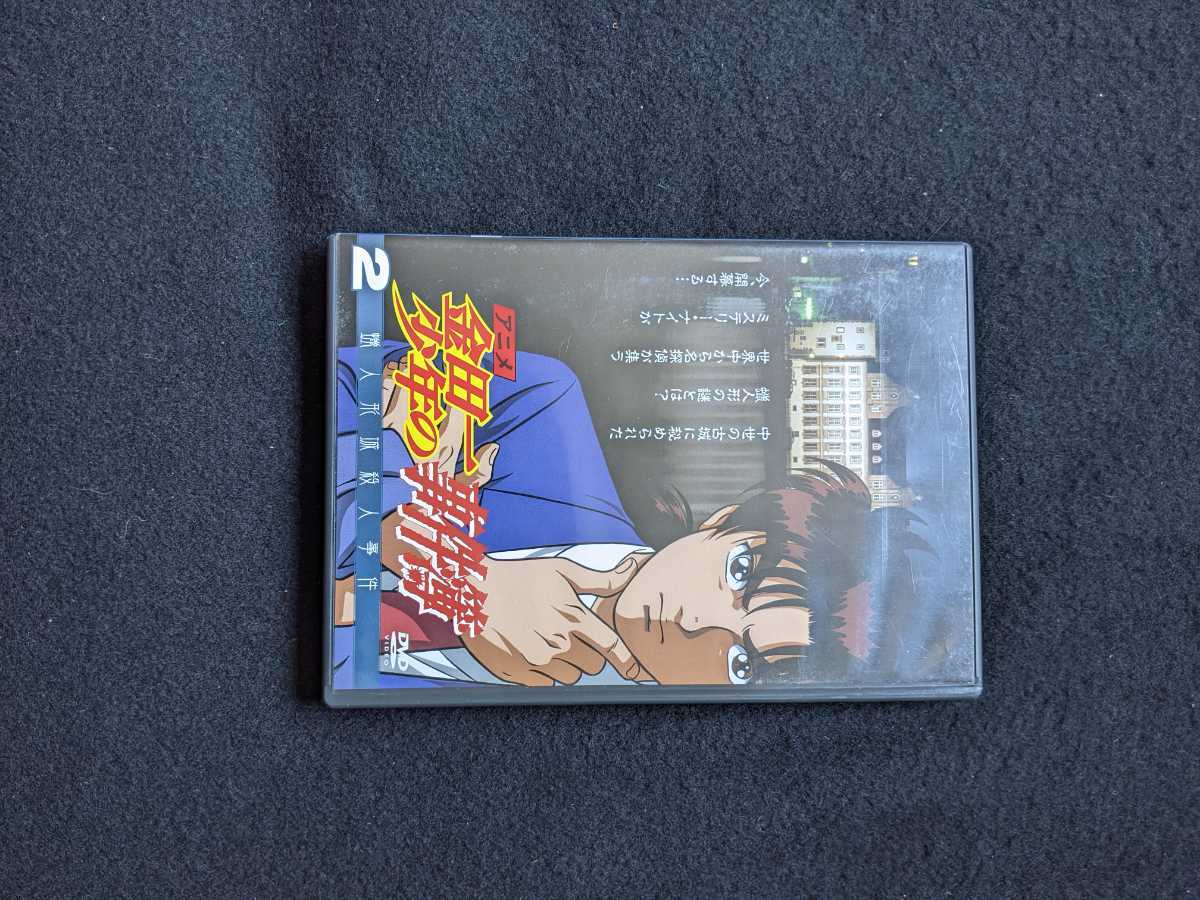 中世の古城に秘められた
蠟人形の謎とは?
世界中から名探偵が集う
ミステリー・ナイトが
今、開幕する…
アニメ
金田一
少年の
事件簿
2
蠟人形城殺人事件
DVD
VIDEO